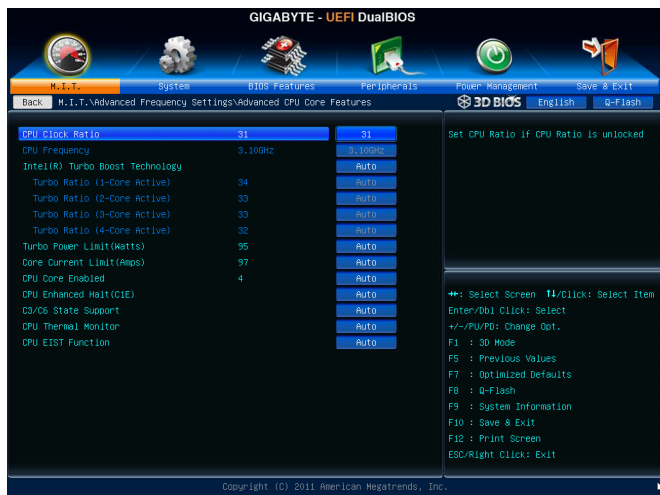 GIGABYTE - UEFI DualBIOS
M.I.T. System BIOS Features Peripherals Power Management Save & Exit
Back M.I.T.\Advanced Frequency Settings\Advanced CPU Core Features 3D BIOS English Q-Flash
CPU Clock Ratio 31 31
CPU Frequency 3.10GHz 3.10GHz
Intel(R) Turbo Boost Technology Auto
Turbo Ratio (1-Core Active) 34 Auto
Turbo Ratio (2-Core Active) 33 Auto
Turbo Ratio (3-Core Active) 33 Auto
Turbo Ratio (4-Core Active) 32 Auto
Turbo Power Limit(Watts) 95 Auto
Core Current Limit(Amps) 97 Auto
CPU Core Enabled 4 Auto
CPU Enhanced Halt(C1E) Auto
C3/C6 State Support Auto
CPU Thermal Monitor Auto
CPU EIST Function Auto
Set CPU Ratio if CPU Ratio is unlocked
→←: Select Screen ↑↓/Click: Select Item
Enter/Dbl Click: Select
+/-/PU/PD: Change Opt.
F1 : 3D Mode
F5 : Previous Values
F7 : Optimized Defaults
F8 : Q-Flash
F9 : System Information
F10 : Save & Exit
F12 : Print Screen
ESC/Right Click: Exit
Copyright (C) 2011 American Megatrends, Inc.